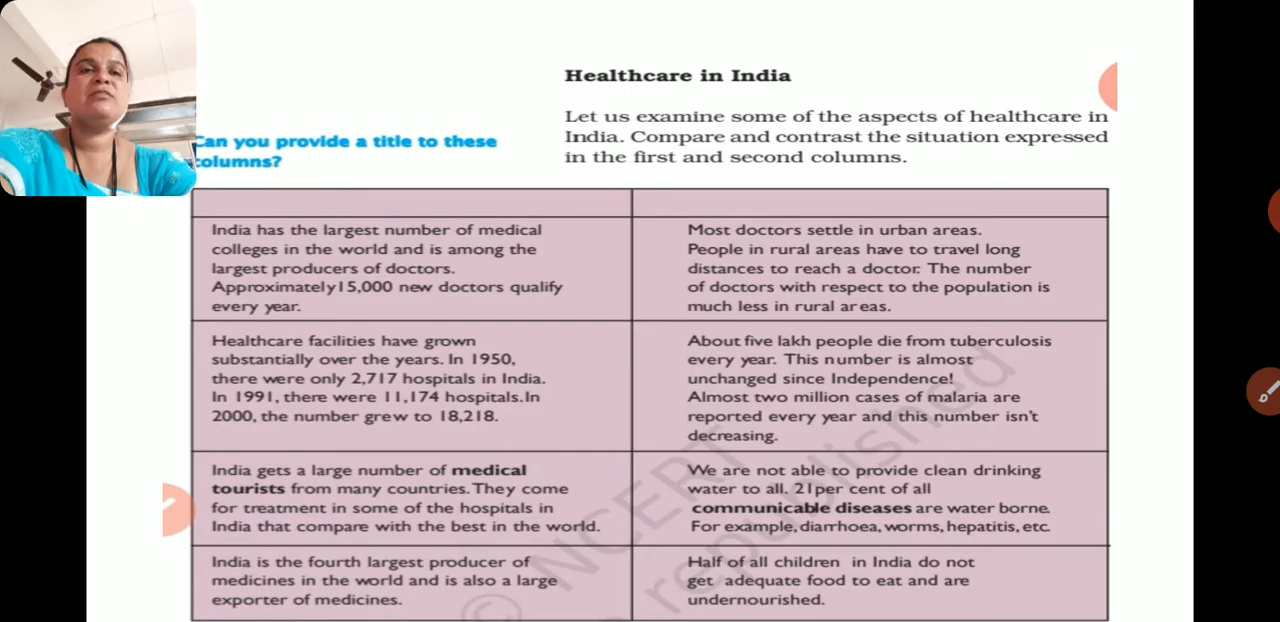 Healthcare in India
Let us examine some of the aspects of healthcare in
India. Compare and contrast the situation expressed
in the first and second columns.
Can you provide a title to these
columns?
India has the largest number of medical
colleges in the world and is among the
largest producers of doctors.
Approximately15,000 new doctors qualify
every year.
Most doctors settle in urban areas.
People in rural areas have to travel long
distances to reach a doctor. The number
of doctors with respect to the population is
much less in rural areas.
Healthcare facilities have grown
substantially over the years. In 1950,
there were only 2,717 hospitals in India.
In 1991, there were 11,174 hospitals.In
2000, the number grew to 18,218.
About five lakh people die from tuberculosis
every year. This number is almost
unchanged since Independence!
Almost two million cases of malaria are
reported every year and this number isn't
decreasing.
India gets a large number of medical
tourists from many countries.They come
for treatment in some of the hospitals in
India that compare with the best in the world.
We are not able to provide clean drinking
water to all. 21per cent of all
communicable diseases are water borne.
For example, diarrhoea, worms, hepatitis, etc.
India is the fourth largest producer of
medicines in the world and is also a large
exporter of medicines.
Half of all children in India do not
get adequate food to eat and are
undernourished.
© NCERT
republished